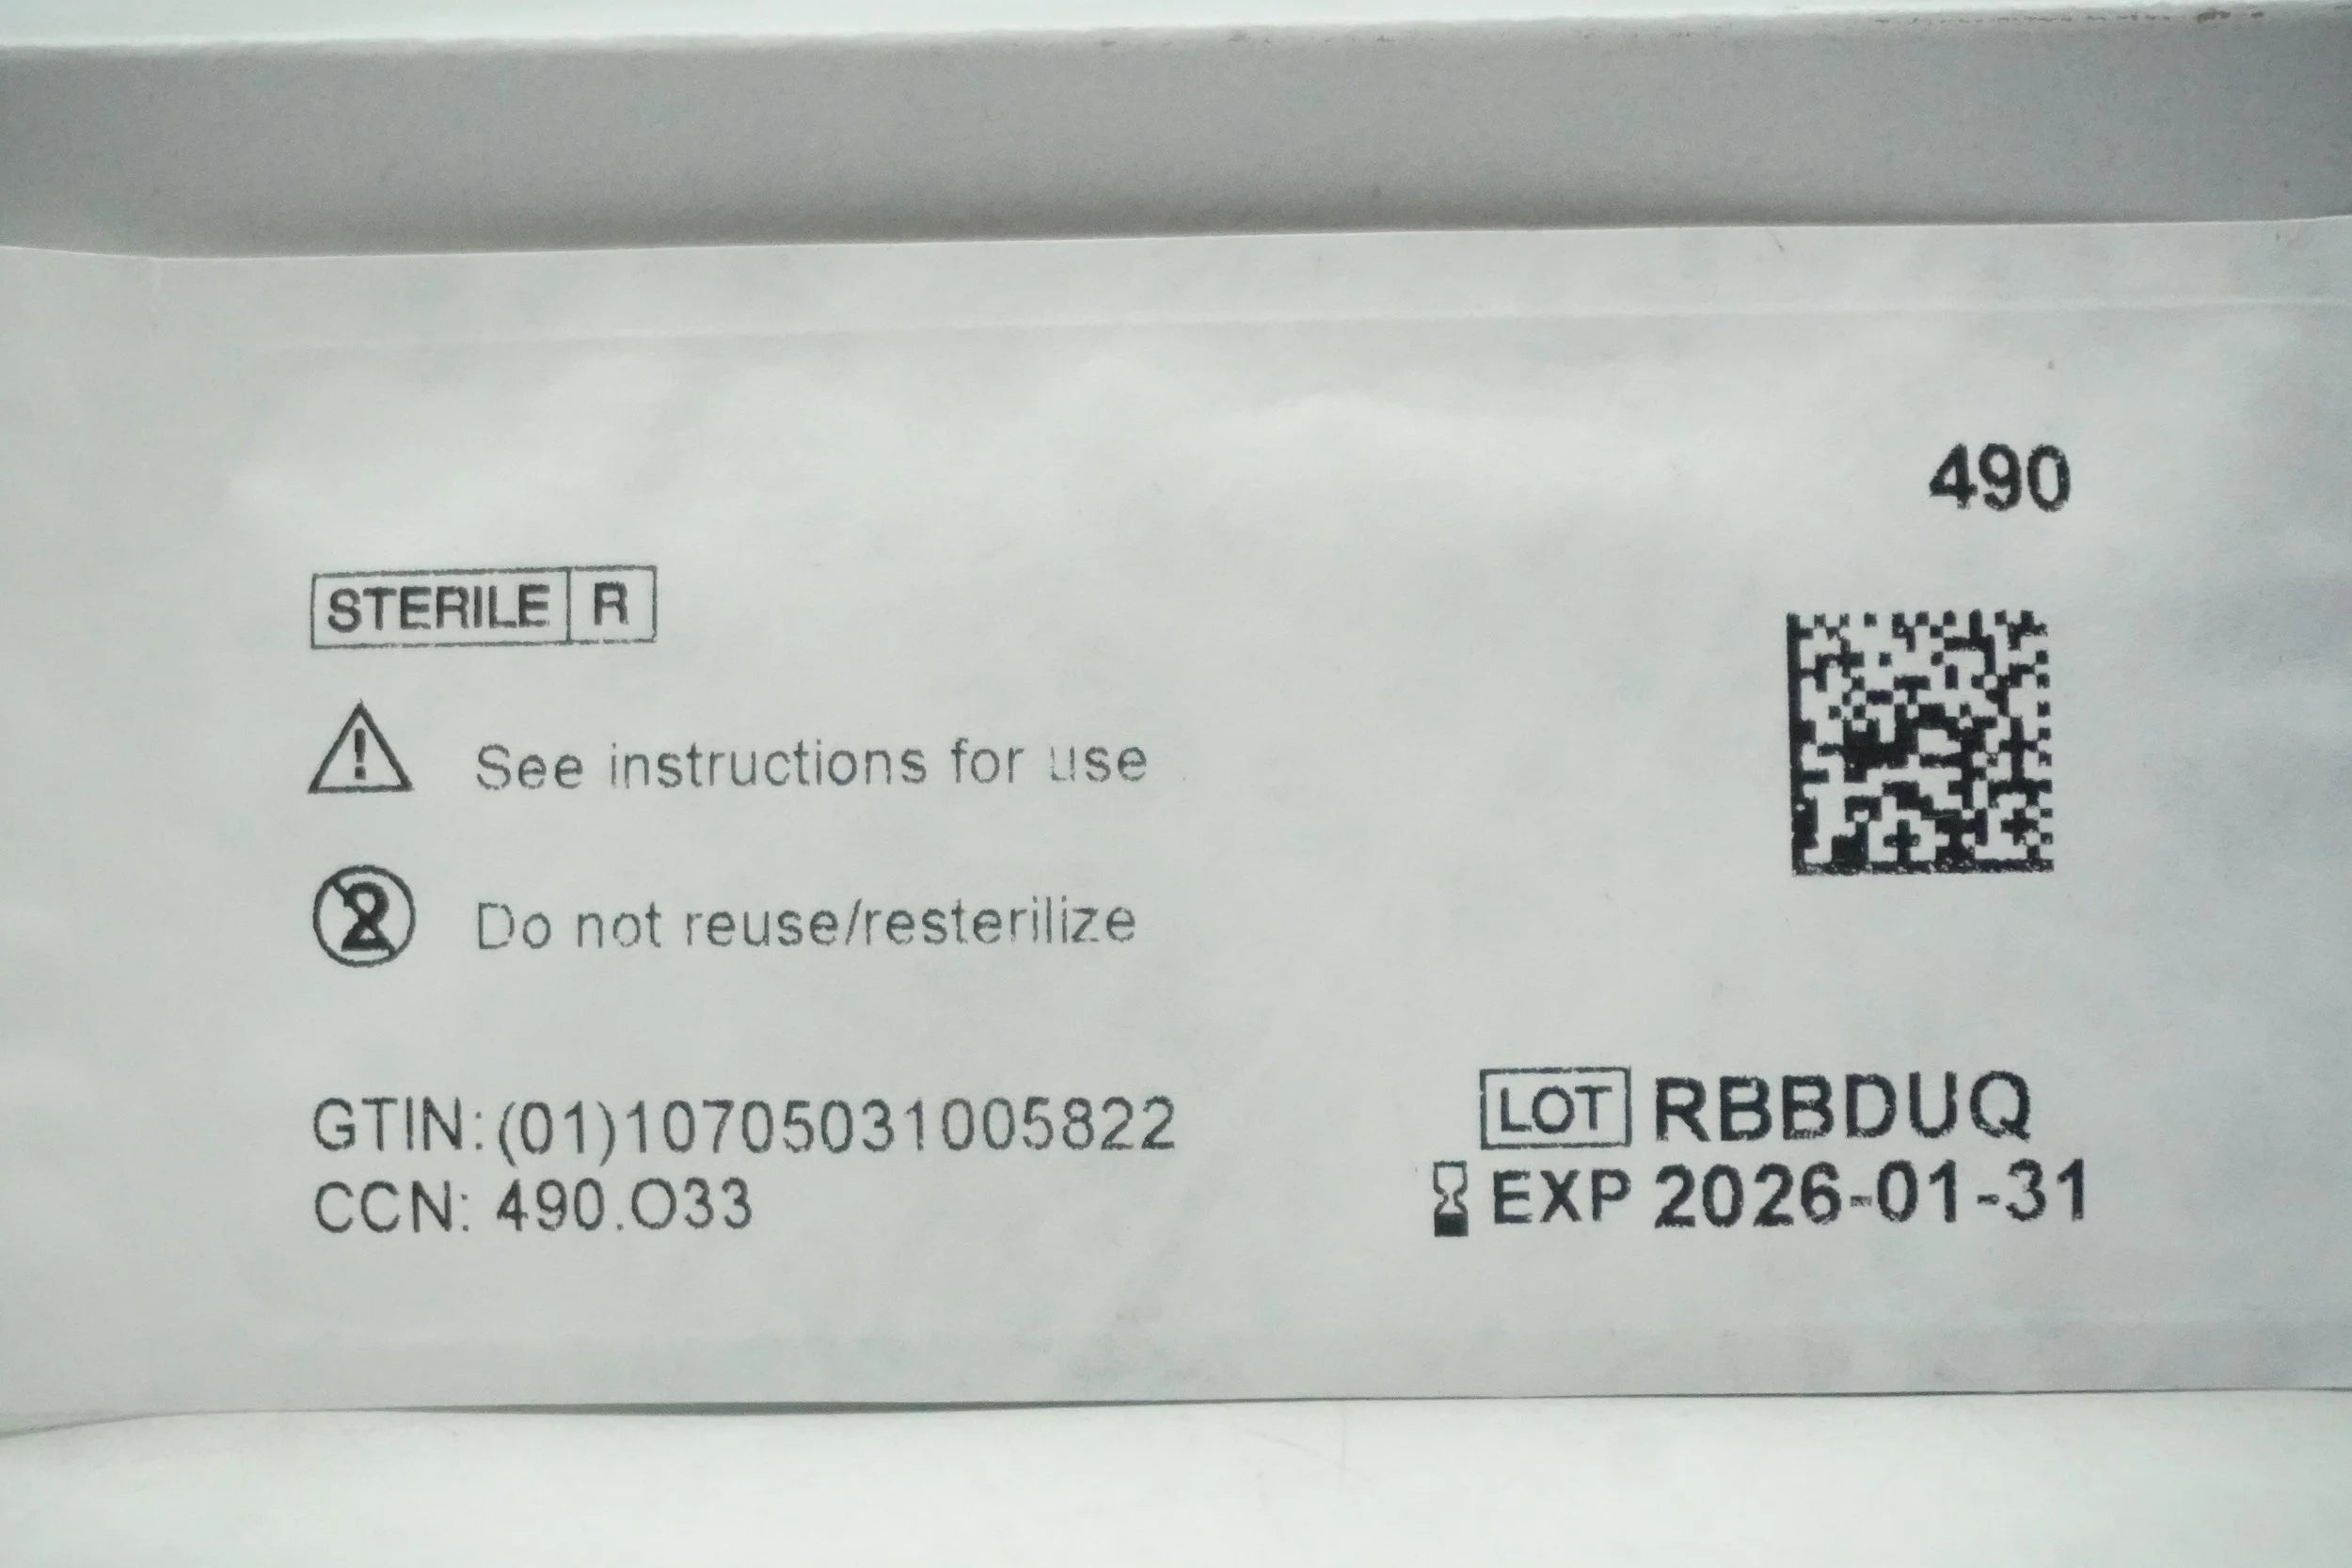 490
STERILE R
See instructions for use
Do not reuse/resterilize
GTIN: (01)10705031005822
CCN: 490.O33
LOT RBBDUQ
EXP 2026-01-31